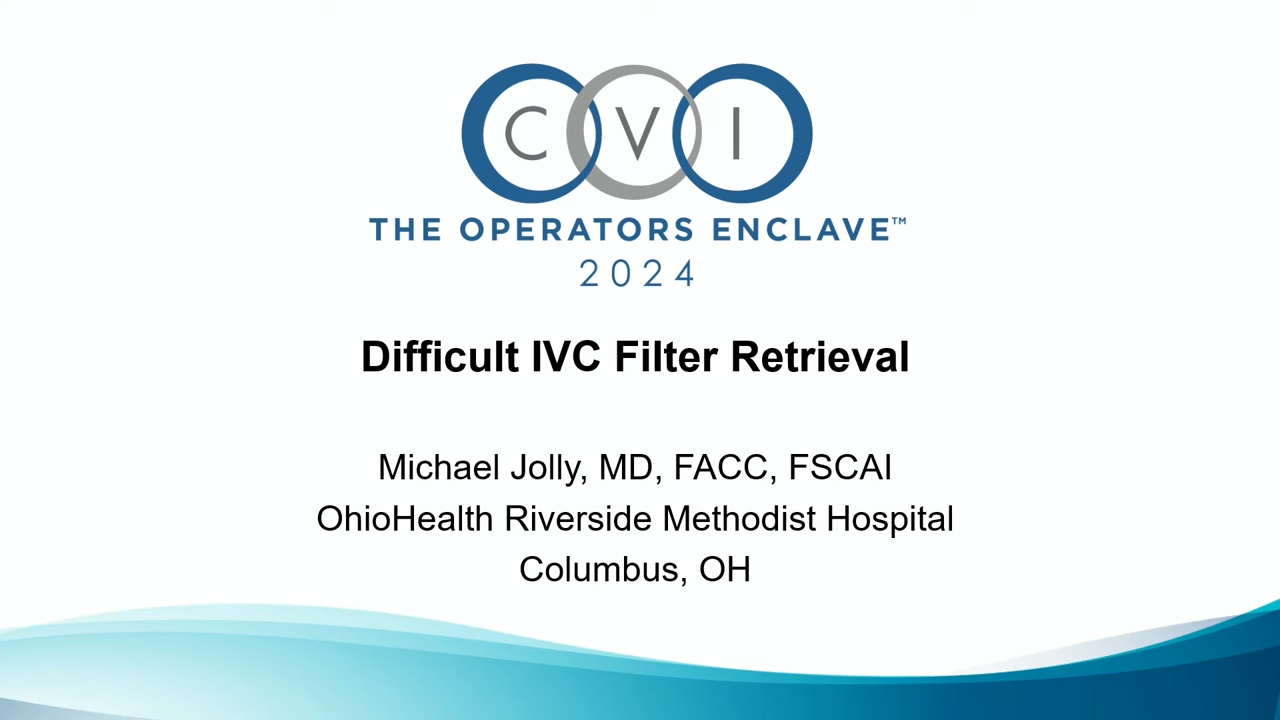 CVI
THE OPERATORS ENCLAVE™
2024
Difficult IVC Filter Retrieval
Michael Jolly, MD, FACC, FSCAI
OhioHealth Riverside Methodist Hospital
Columbus, OH